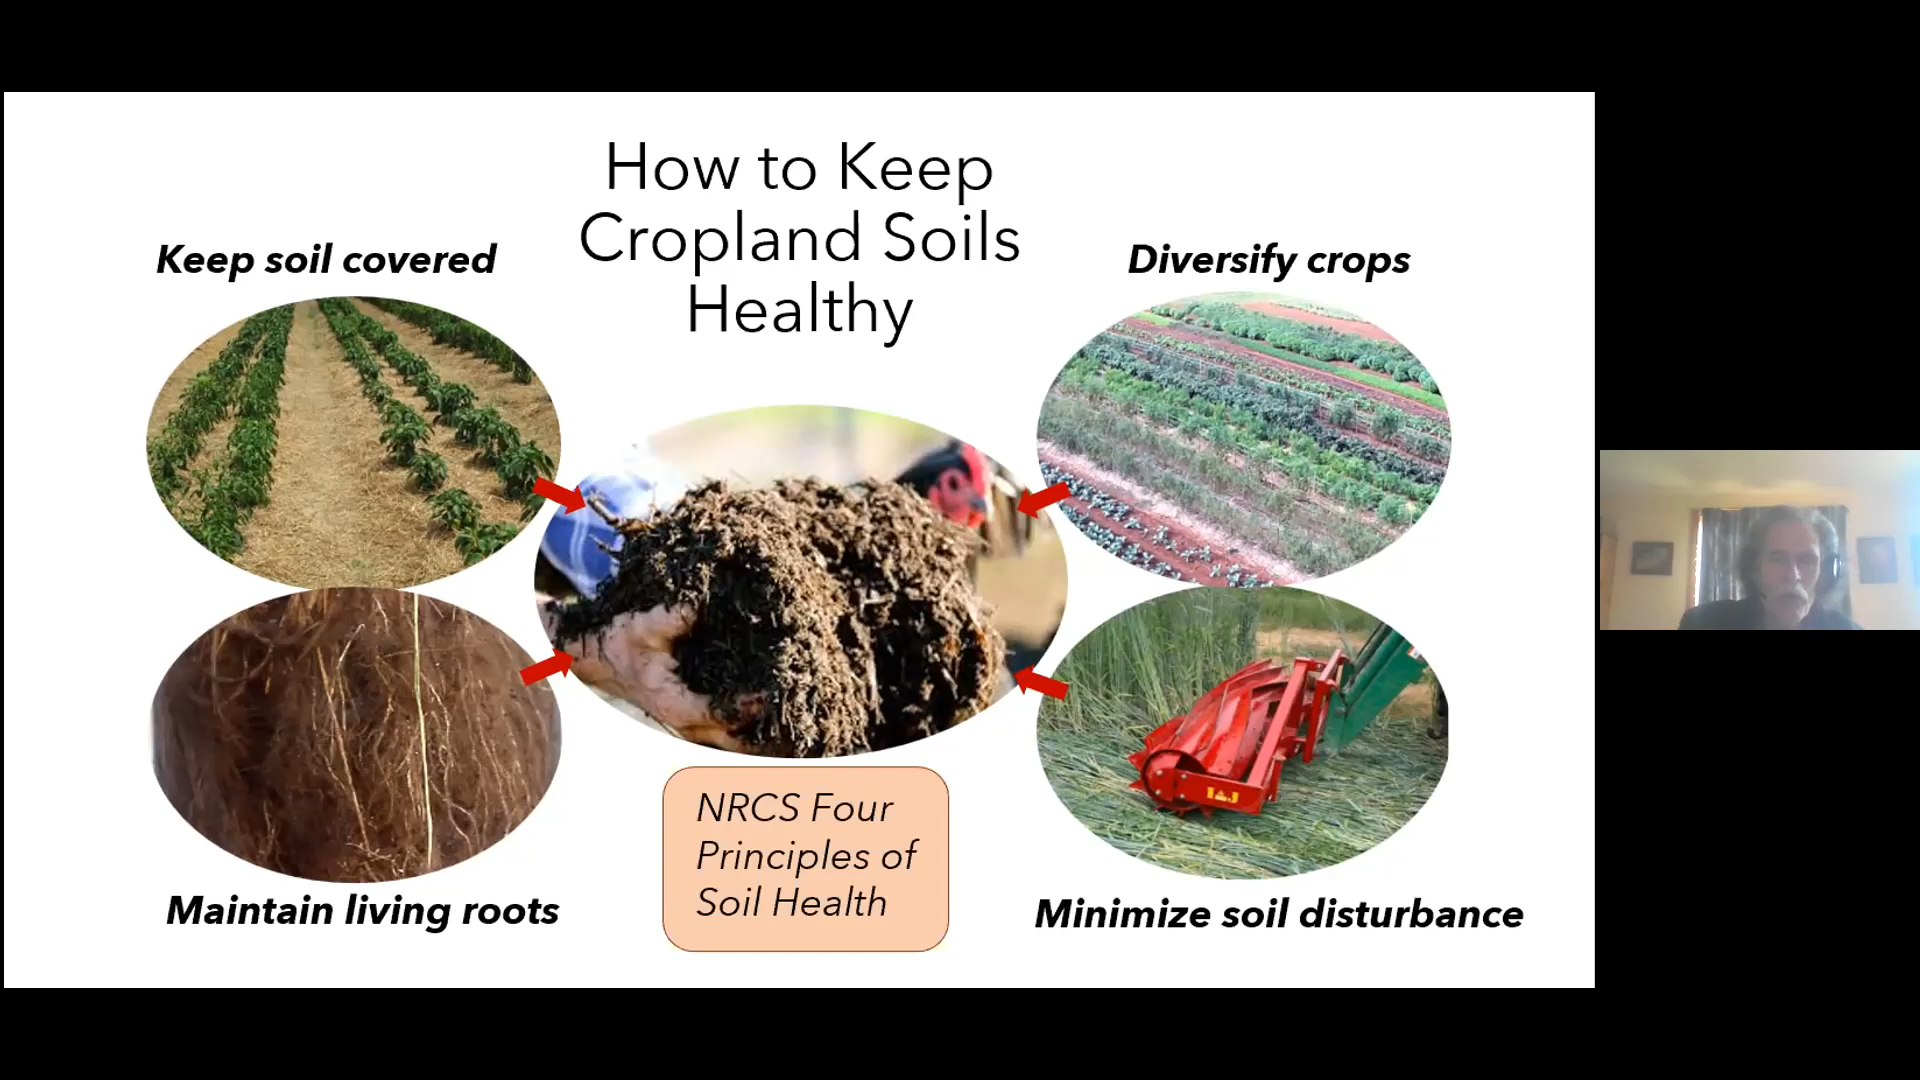 How to Keep
Cropland Soils
Healthy
Keep soil covered
Diversify crops
Maintain living roots
Minimize soil disturbance
NRCS Four
Principles of
Soil Health
I&J